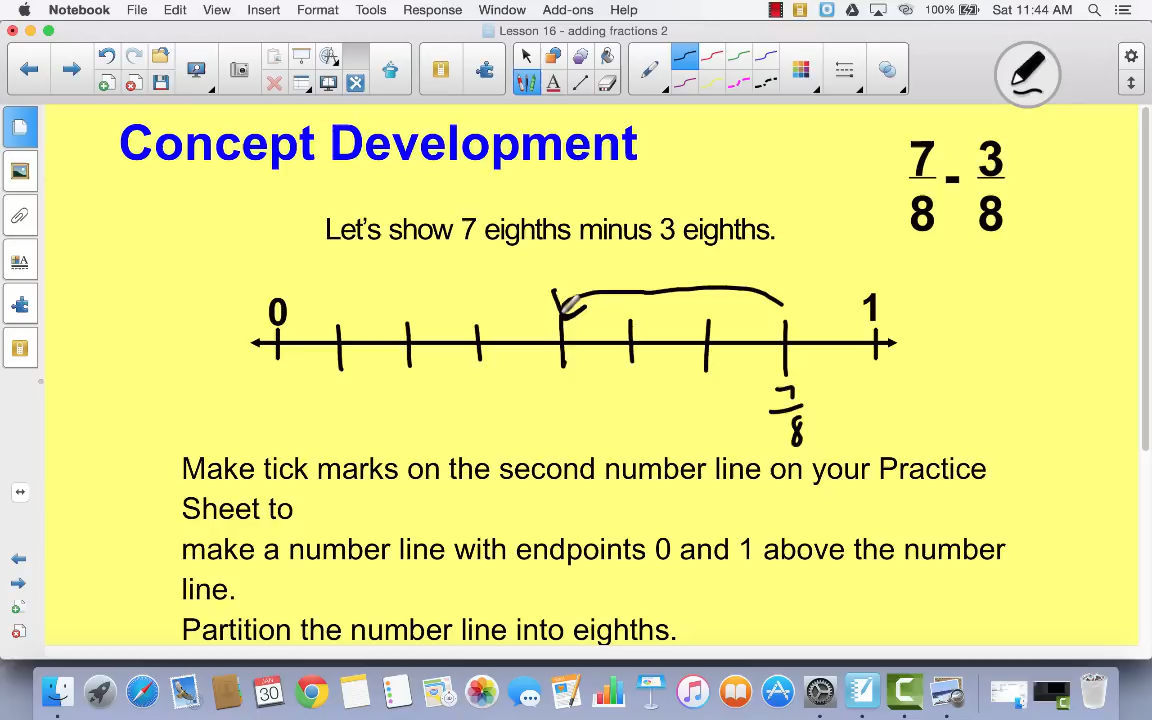 Notebook File Edit View Insert Format Tools Response Window Add-ons Help 100% Sat 11:44 AM
Lesson 16 - adding fractions 2
Concept Development
7/8 - 3/8
Let's show 7 eighths minus 3 eighths.
0 1
7/8
Make tick marks on the second number line on your Practice
Sheet to
make a number line with endpoints 0 and 1 above the number
line.
Partition the number line into eighths.